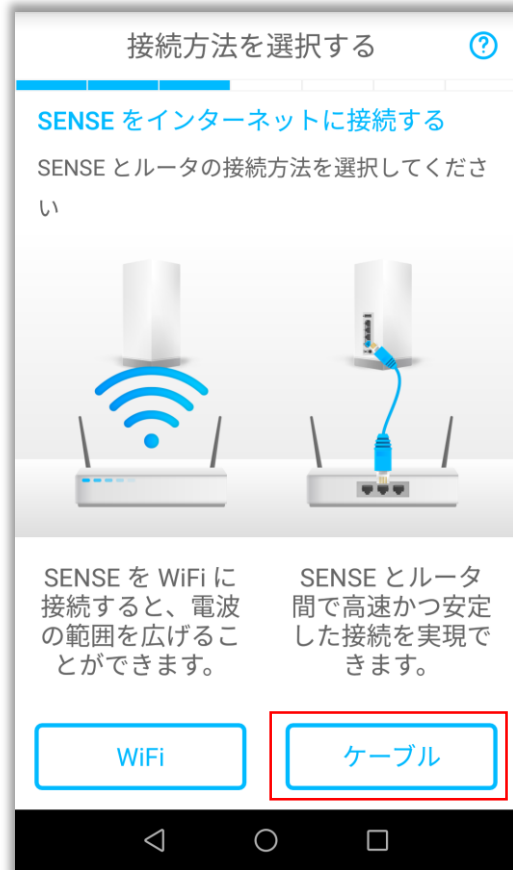 接続方法を選択する ?
SENSE をインターネットに接続する
SENSE とルータの接続方法を選択してくださ
い
SENSE を WiFi に
接続すると、電波
の範囲を広げるこ
とができます。
SENSE とルータ
間で高速かつ安定
した接続を実現で
きます。
WiFi
ケーブル